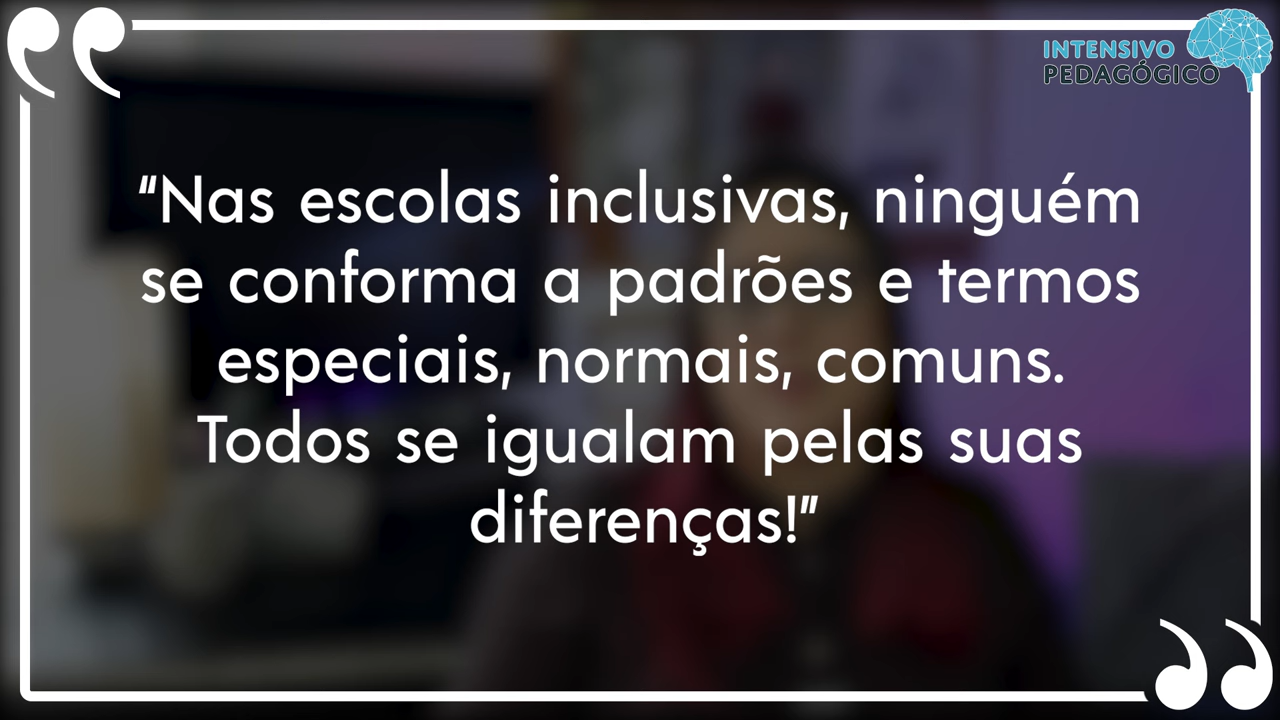 INTENSIVO
PEDAGÓGICO
"Nas escolas inclusivas, ninguém
se conforma a padrões e termos
especiais, normais, comuns.
Todos se igualam pelas suas
diferenças!"